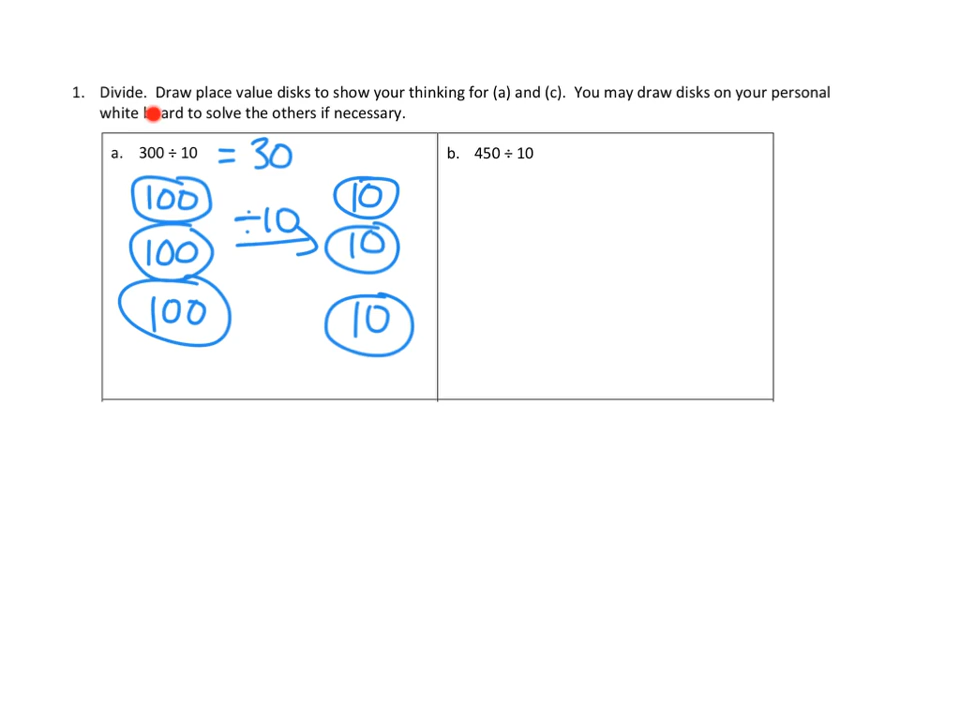 1. Divide. Draw place value disks to show your thinking for (a) and (c). You may draw disks on your personal
white b ard to solve the others if necessary.
a. 300 ÷ 10 = 30
b. 450 ÷ 10
100
÷10
10
100
10
100
10